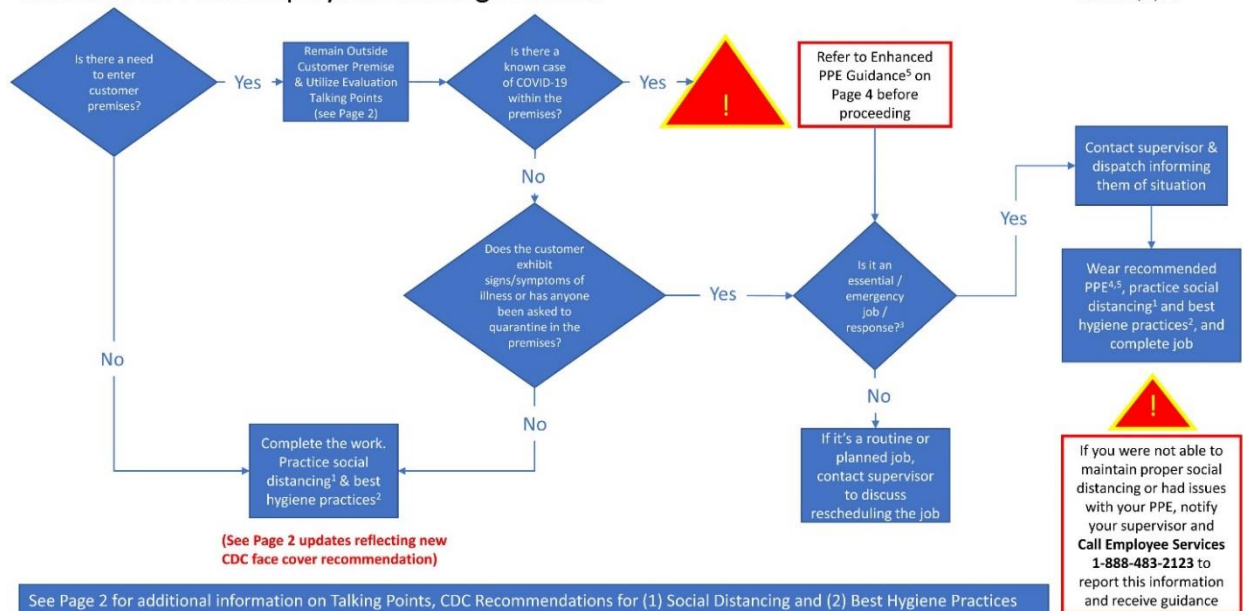 Is there a need
to enter
customer
premises?
Yes
Remain Outside
Customer Premise
& Utilize Evaluation
Talking Points
(see Page 2)
Is there a
known case
of COVID-19
within the
premises?
Yes
!
Refer to Enhanced
PPE Guidance⁵ on
Page 4 before
proceeding
Contact supervisor &
dispatch informing
them of situation
No
Yes
Does the customer
exhibit
signs/symptoms of
illness or has anyone
been asked to
quarantine in the
premises?
Yes
Is it an
essential /
emergency
job /
response?³
Wear recommended
PPE⁴,⁵, practice social
distancing¹ and best
hygiene practices², and
complete job
No
No
No
Complete the work.
Practice social
distancing¹ & best
hygiene practices²
(See Page 2 updates reflecting new
CDC face cover recommendation)
If it's a routine or
planned job,
contact supervisor
to discuss
rescheduling the job
!
If you were not able to
maintain proper social
distancing or had issues
with your PPE, notify
your supervisor and
Call Employee Services
1-888-483-2123 to
report this information
and receive guidance
See Page 2 for additional information on Talking Points, CDC Recommendations for (1) Social Distancing and (2) Best Hygiene Practices